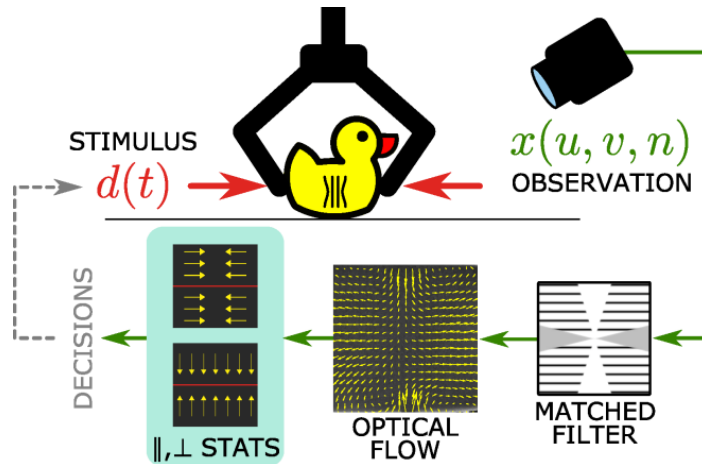 STIMULUS
d(t)
x(u, v, n)
OBSERVATION
DECISIONS
∥,⊥ STATS
OPTICAL
FLOW
MATCHED
FILTER